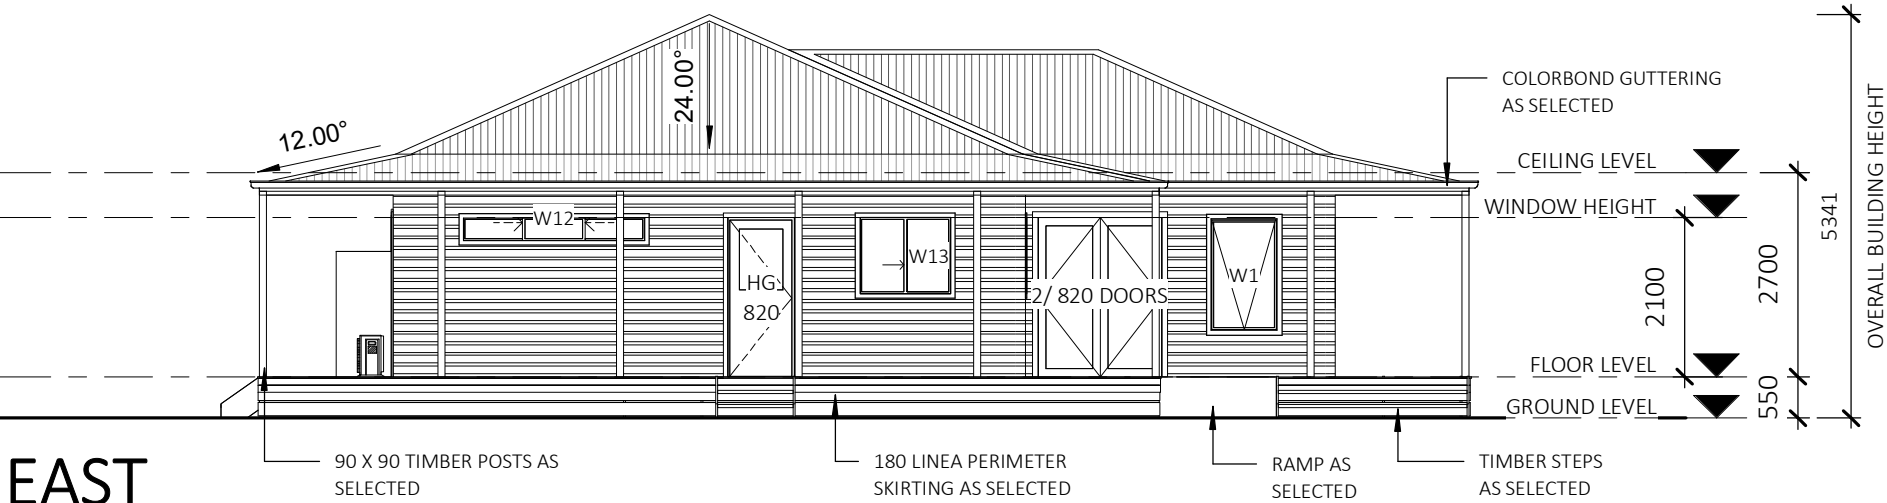 24.00°
12.00°
COLORBOND GUTTERING
AS SELECTED
CEILING LEVEL
WINDOW HEIGHT
W12
W13
W1
HG
820
2/ 820 DOORS
2100
2700
5341
OVERALL BUILDING HEIGHT
FLOOR LEVEL
550
GROUND LEVEL
90 X 90 TIMBER POSTS AS
SELECTED
180 LINEA PERIMETER
SKIRTING AS SELECTED
RAMP AS
SELECTED
TIMBER STEPS
AS SELECTED
EAST